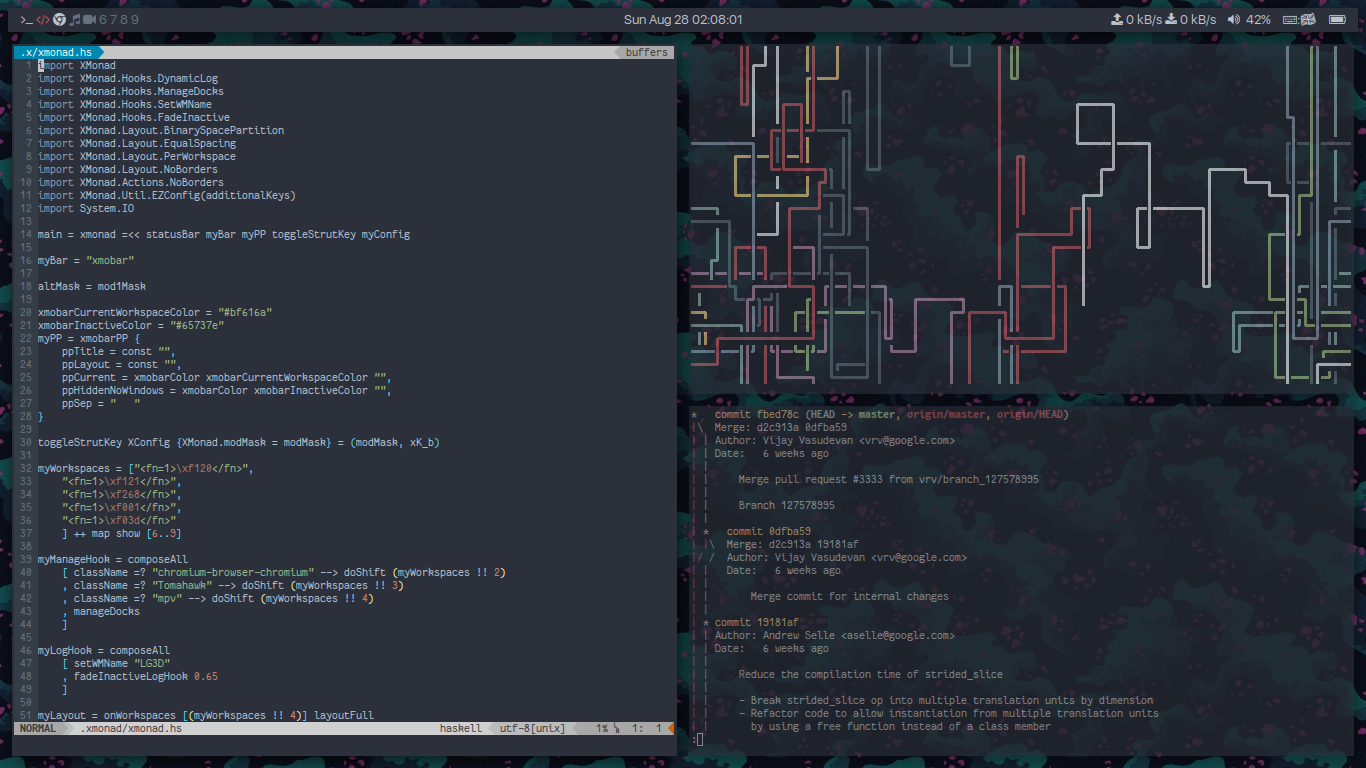 >_ </> 6 7 8 9
Sun Aug 28 02:08:01
0 kB/s 0 kB/s 42%
.x/xmonad.hs buffers
1 import XMonad
2 import XMonad.Hooks.DynamicLog
3 import XMonad.Hooks.ManageDocks
4 import XMonad.Hooks.SetWMName
5 import XMonad.Hooks.FadeInactive
6 import XMonad.Layout.BinarySpacePartition
7 import XMonad.Layout.EqualSpacing
8 import XMonad.Layout.PerWorkspace
9 import XMonad.Layout.NoBorders
10 import XMonad.Actions.NoBorders
11 import XMonad.Util.EZConfig(additionalKeys)
12 import System.IO
13
14 main = xmonad =<< statusBar myBar myPP toggleStrutKey myConfig
15
16 myBar = "xmobar"
17
18 altMask = mod1Mask
19
20 xmobarCurrentWorkspaceColor = "#bf616a"
21 xmobarInactiveColor = "#65737e"
22 myPP = xmobarPP {
23     ppTitle = const "",
24     ppLayout = const "",
25     ppCurrent = xmobarColor xmobarCurrentWorkspaceColor "",
26     ppHiddenNoWindows = xmobarColor xmobarInactiveColor "",
27     ppSep = "   "
28 }
29
30 toggleStrutKey XConfig {XMonad.modMask = modMask} = (modMask, xK_b)
31
32 myWorkspaces = ["<fn=1>\xf120</fn>",
33     "<fn=1>\xf121</fn>",
34     "<fn=1>\xf268</fn>",
35     "<fn=1>\xf001</fn>",
36     "<fn=1>\xf03d</fn>"
37     ] ++ map show [6..9]
38
39 myManageHook = composeAll
40     [ className =? "chromium-browser-chromium" --> doShift (myWorkspaces !! 2)
41     , className =? "Tomahawk" --> doShift (myWorkspaces !! 3)
42     , className =? "mpv" --> doShift (myWorkspaces !! 4)
43     , manageDocks
44     ]
45
46 myLogHook = composeAll
47     [ setWMName "LG3D"
48     , fadeInactiveLogHook 0.65
49     ]
50
51 myLayout = onWorkspaces [(myWorkspaces !! 4)] layoutFull
NORMAL .xmonad/xmonad.hs haskell utf-8[unix] 1% 1: 1
*   commit fbed78c (HEAD -> master, origin/master, origin/HEAD)
|\  Merge: d2c913a 0dfba59
| | Author: Vijay Vasudevan <vrv@google.com>
| | Date:   6 weeks ago
| |
| |     Merge pull request #3333 from vrv/branch_127578995
| |
| |     Branch 127578995
| |
| *   commit 0dfba59
| |\  Merge: d2c913a 19181af
|/ /  Author: Vijay Vasudevan <vrv@google.com>
| |   Date:   6 weeks ago
| |
| |       Merge commit for internal changes
| |
| * commit 19181af
| | Author: Andrew Selle <aselle@google.com>
| | Date:   6 weeks ago
| |
| |     Reduce the compilation time of strided_slice
| |
| |     - Break strided_slice op into multiple translation units by dimension
| |     - Refactor code to allow instantiation from multiple translation units
| |       by using a free function instead of a class member
: